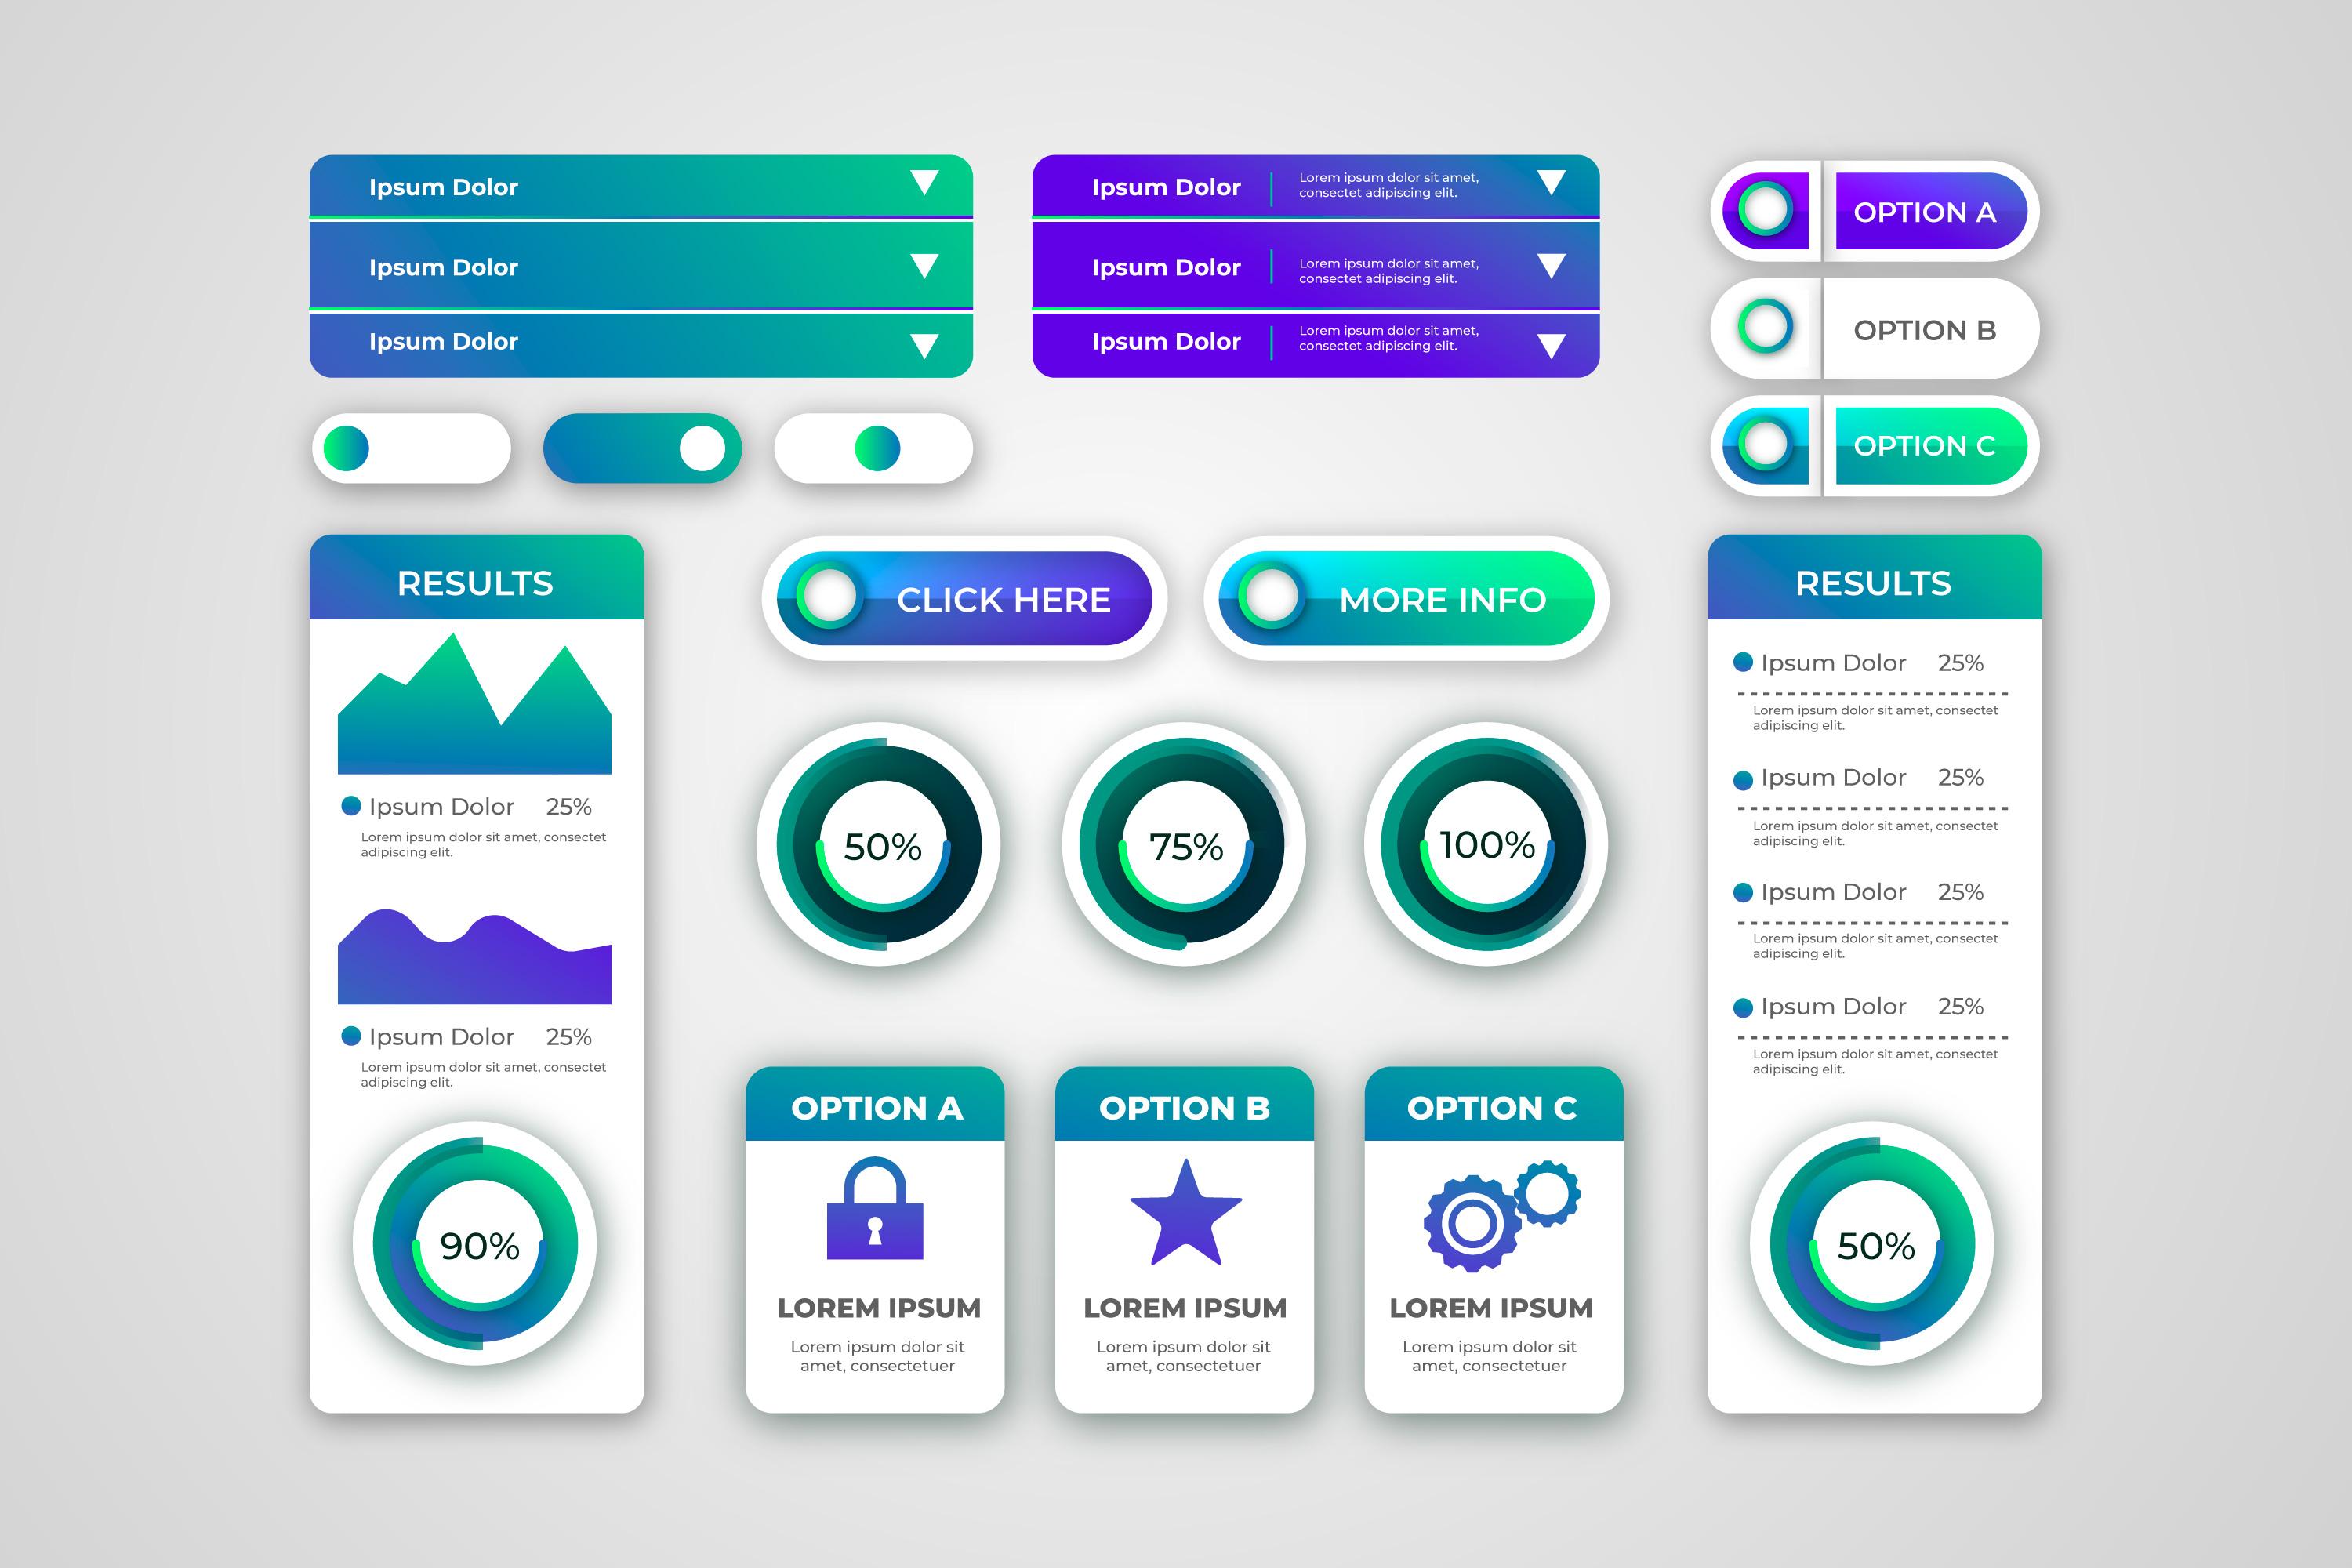 Ipsum Dolor
Ipsum Dolor
Ipsum Dolor
Ipsum Dolor
Lorem ipsum dolor sit amet,
consectet adipiscing elit.
Ipsum Dolor
Lorem ipsum dolor sit amet,
consectet adipiscing elit.
Ipsum Dolor
Lorem ipsum dolor sit amet,
consectet adipiscing elit.
OPTION A
OPTION B
OPTION C
RESULTS
Ipsum Dolor 25%
Lorem ipsum dolor sit amet, consectet
adipiscing elit.
Ipsum Dolor 25%
Lorem ipsum dolor sit amet, consectet
adipiscing elit.
90%
CLICK HERE
MORE INFO
50%
75%
100%
OPTION A
LOREM IPSUM
Lorem ipsum dolor sit
amet, consectetuer
OPTION B
LOREM IPSUM
Lorem ipsum dolor sit
amet, consectetuer
OPTION C
LOREM IPSUM
Lorem ipsum dolor sit
amet, consectetuer
RESULTS
Ipsum Dolor 25%
Lorem ipsum dolor sit amet, consectet
adipiscing elit.
Ipsum Dolor 25%
Lorem ipsum dolor sit amet, consectet
adipiscing elit.
Ipsum Dolor 25%
Lorem ipsum dolor sit amet, consectet
adipiscing elit.
Ipsum Dolor 25%
Lorem ipsum dolor sit amet, consectet
adipiscing elit.
50%